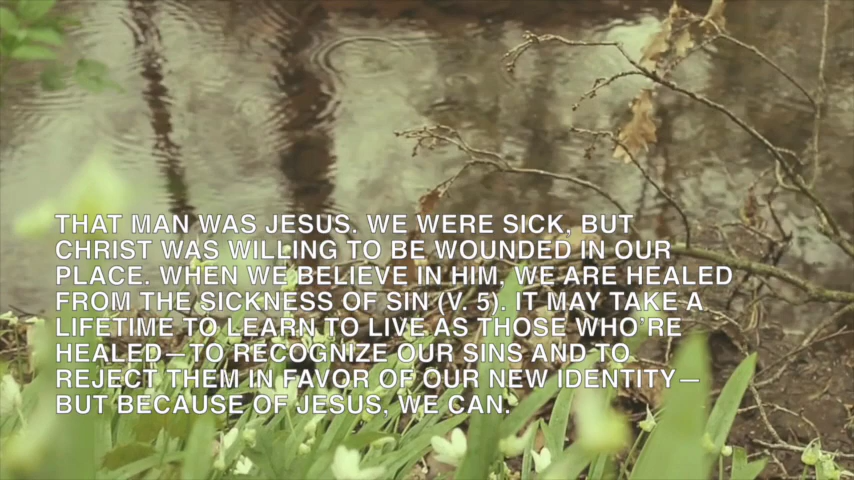 THAT MAN WAS JESUS. WE WERE SICK, BUT
CHRIST WAS WILLING TO BE WOUNDED IN OUR
PLACE. WHEN WE BELIEVE IN HIM, WE ARE HEALED
FROM THE SICKNESS OF SIN (V. 5). IT MAY TAKE A
LIFETIME TO LEARN TO LIVE AS THOSE WHO'RE
HEALED—TO RECOGNIZE OUR SINS AND TO
REJECT THEM IN FAVOR OF OUR NEW IDENTITY—
BUT BECAUSE OF JESUS, WE CAN.